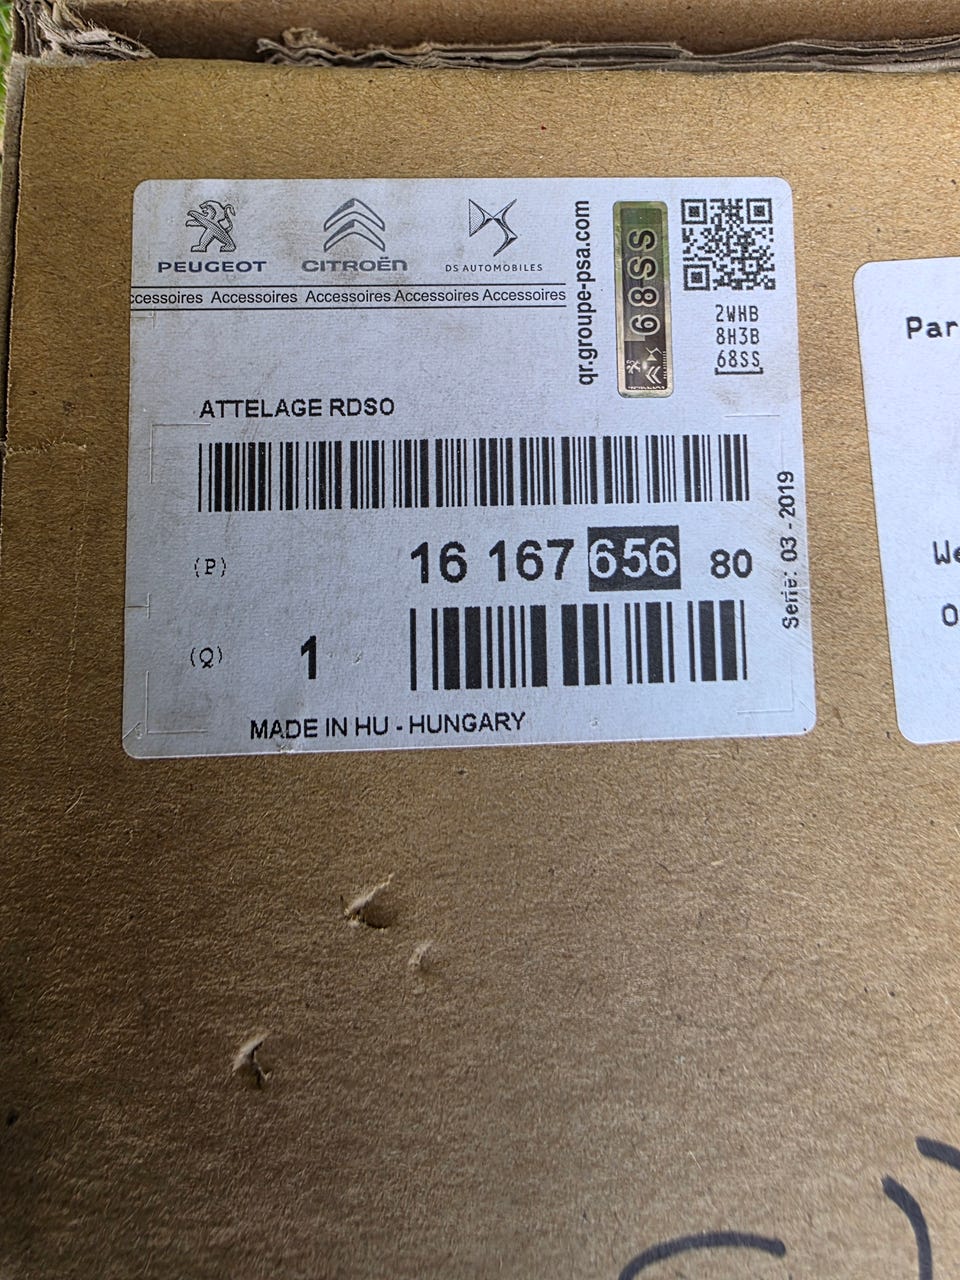 PEUGEOT CITROËN DS AUTOMOBILES
ccessoires Accessoires Accessoires Accessoires Accessoires
qr.groupe-psa.com
68SS
2WHB
8H3B
68SS
ATTELAGE RDSO
(P) 16 167 656 80
Serie: 03 - 2019
(Q) 1
MADE IN HU - HUNGARY
Par
We